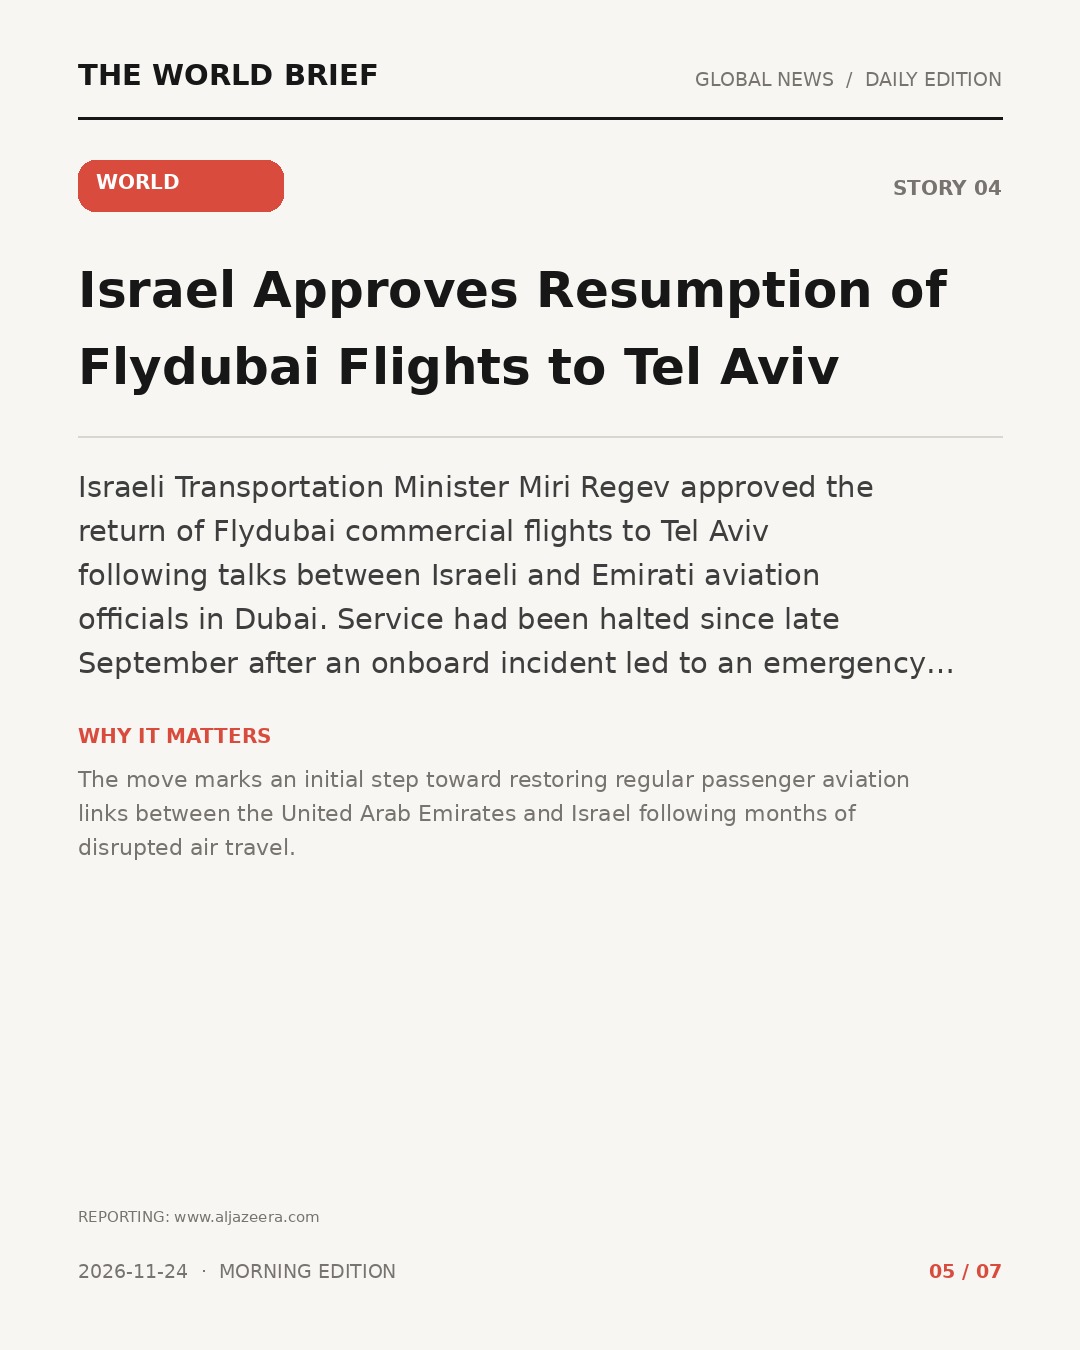 THE WORLD BRIEF
GLOBAL NEWS / DAILY EDITION
WORLD
STORY 04
Israel Approves Resumption of
Flydubai Flights to Tel Aviv
Israeli Transportation Minister Miri Regev approved the
return of Flydubai commercial flights to Tel Aviv
following talks between Israeli and Emirati aviation
officials in Dubai. Service had been halted since late
September after an onboard incident led to an emergency...
WHY IT MATTERS
The move marks an initial step toward restoring regular passenger aviation
links between the United Arab Emirates and Israel following months of
disrupted air travel.
REPORTING: www.aljazeera.com
2026-11-24 · MORNING EDITION
05 / 07